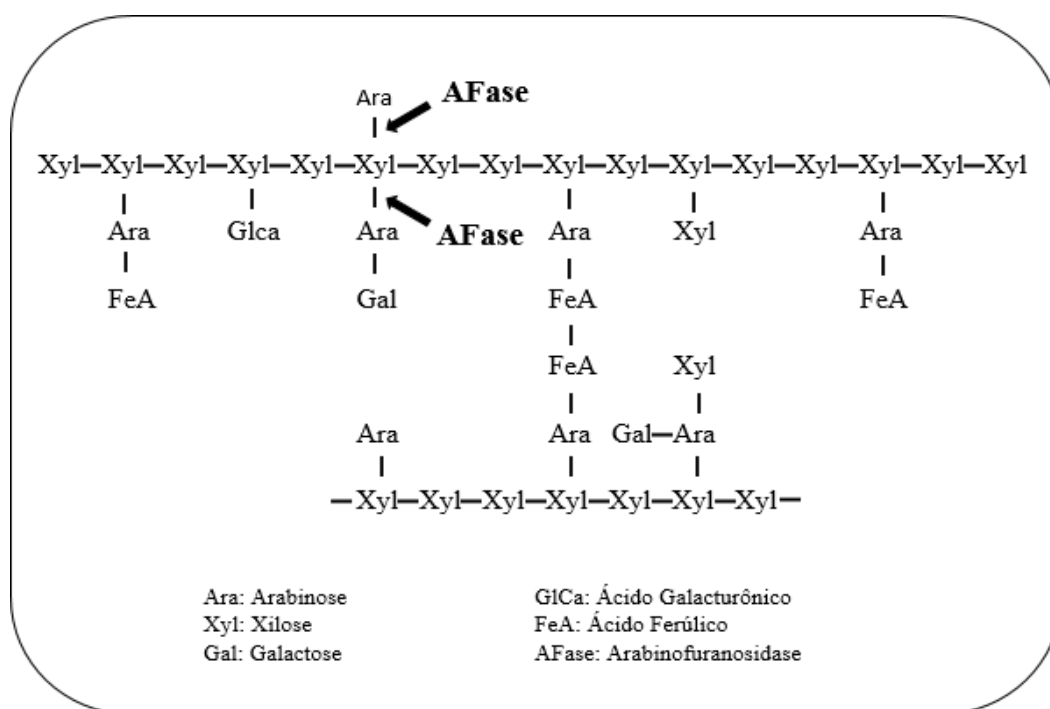 Ara AFase
Xyl—Xyl—Xyl—Xyl—Xyl—Xyl—Xyl—Xyl—Xyl—Xyl—Xyl—Xyl—Xyl—Xyl—Xyl—Xyl
Ara Glca Ara AFase Ara Xyl Ara
FeA Gal FeA FeA
FeA Xyl
Ara Ara Gal—Ara
—Xyl—Xyl—Xyl—Xyl—Xyl—Xyl—Xyl—
Ara: Arabinose GlCa: Ácido Galacturônico
Xyl: Xilose FeA: Ácido Ferúlico
Gal: Galactose AFase: Arabinofuranosidase